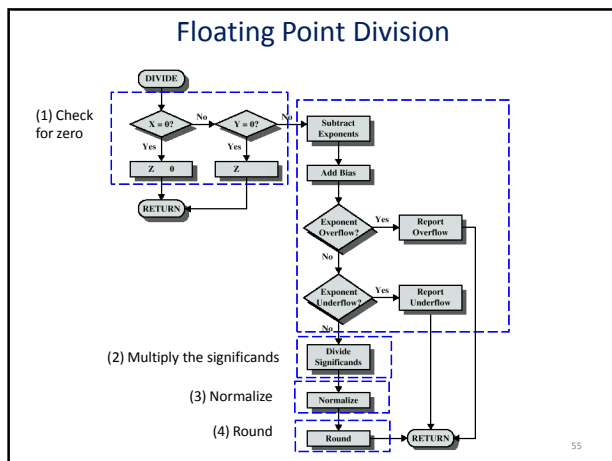 Floating Point Division
DIVIDE
(1) Check
for zero
X = 0?
No
Y = 0?
No
Yes
Yes
Z 0
Z
RETURN
Subtract
Exponents
Add Bias
Exponent
Overflow?
Yes
Report
Overflow
No
Exponent
Underflow?
Yes
Report
Underflow
No
(2) Multiply the significands
Divide
Significands
(3) Normalize
Normalize
(4) Round
Round
RETURN
55